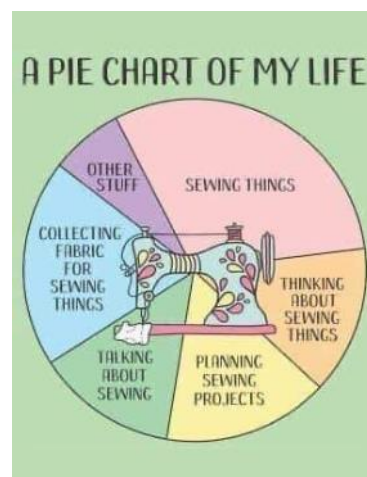 A PIE CHART OF MY LIFE
OTHER
STUFF
SEWING THINGS
COLLECTING
FABRIC
FOR
SEWING
THINGS
THINKING
ABOUT
SEWING
THINGS
TALKING
ABOUT
SEWING
PLANNING
SEWING
PROJECTS